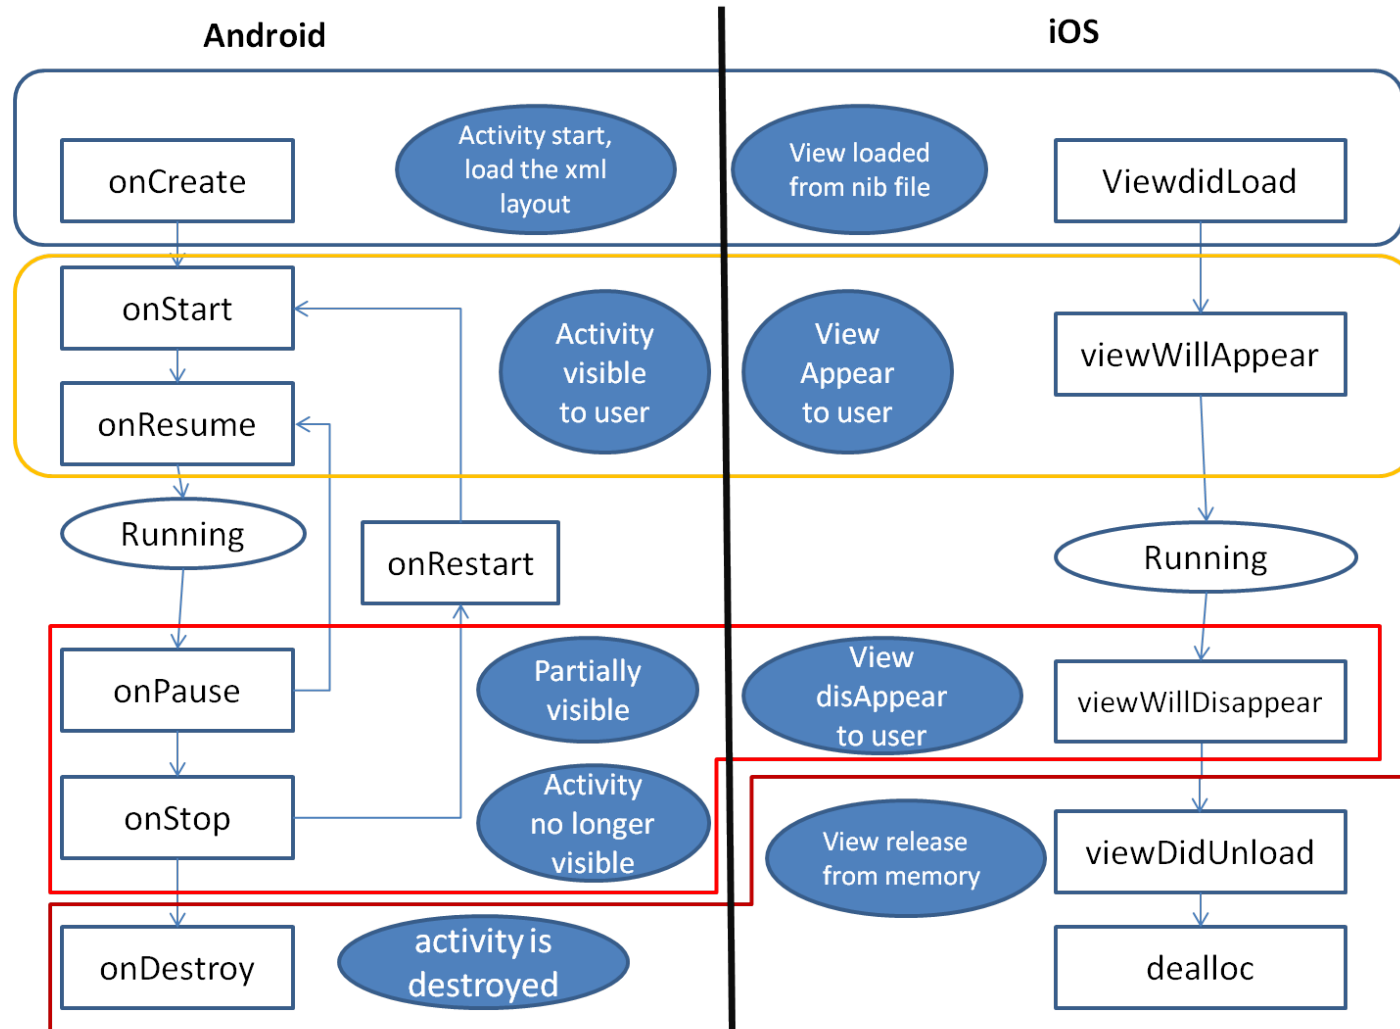 Android
iOS
onCreate
Activity start,
load the xml
layout
View loaded
from nib file
ViewdidLoad
onStart
Activity
visible
to user
View
Appear
to user
viewWillAppear
onResume
Running
onRestart
Running
onPause
Partially
visible
View
disAppear
to user
viewWillDisappear
onStop
Activity
no longer
visible
View release
from memory
viewDidUnload
onDestroy
activity is
destroyed
dealloc